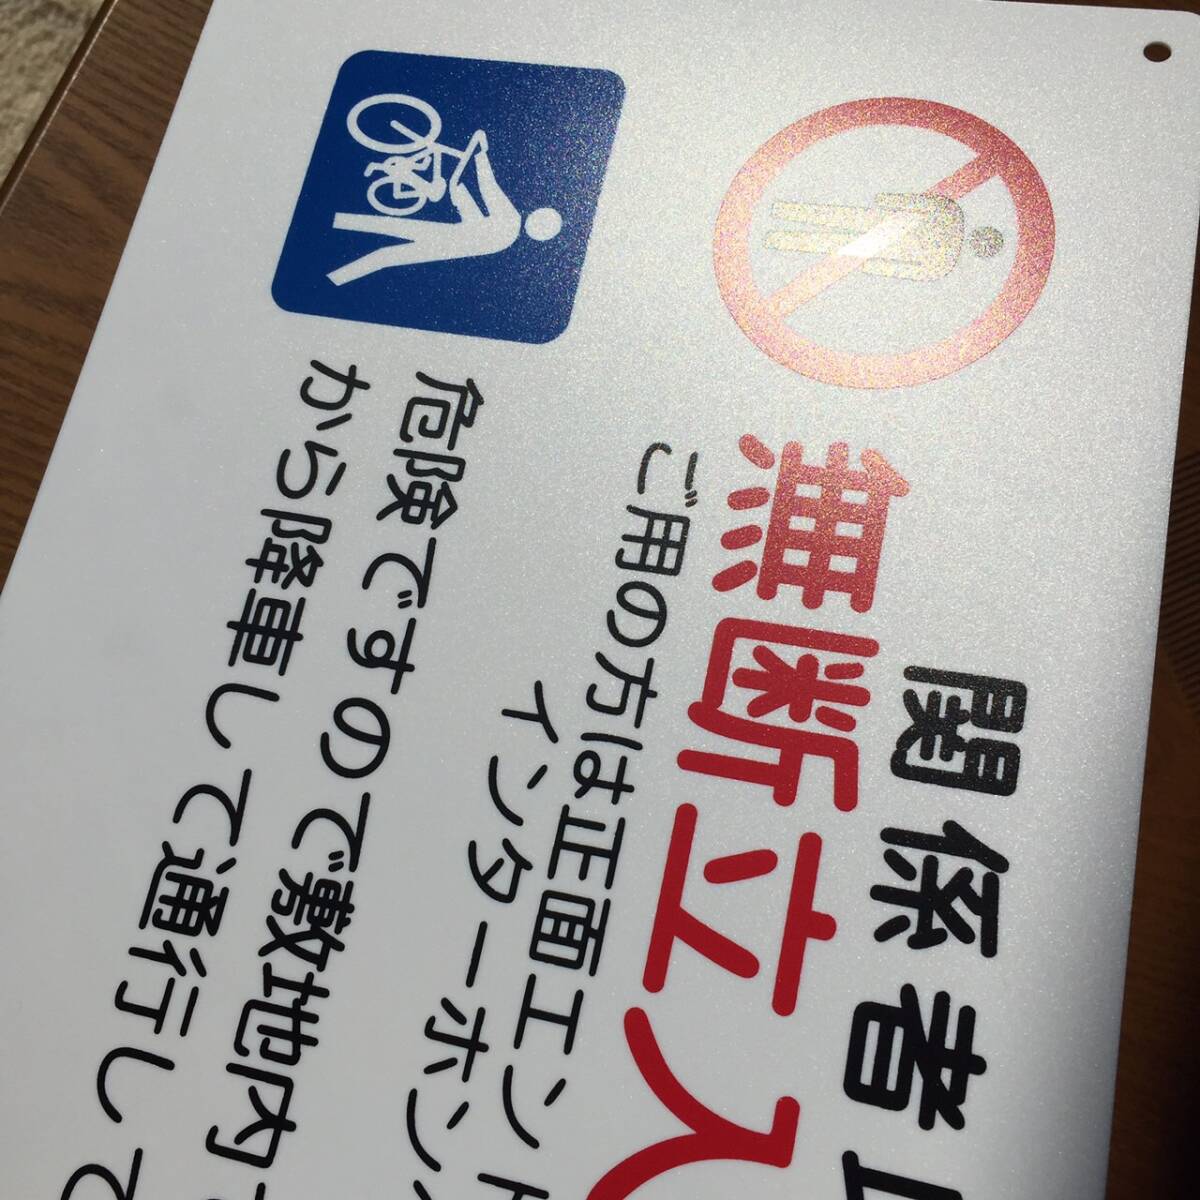 関係者
無断立入
ご用の方は正面エント
インターホン
危険ですので敷地内
から降車して通行して